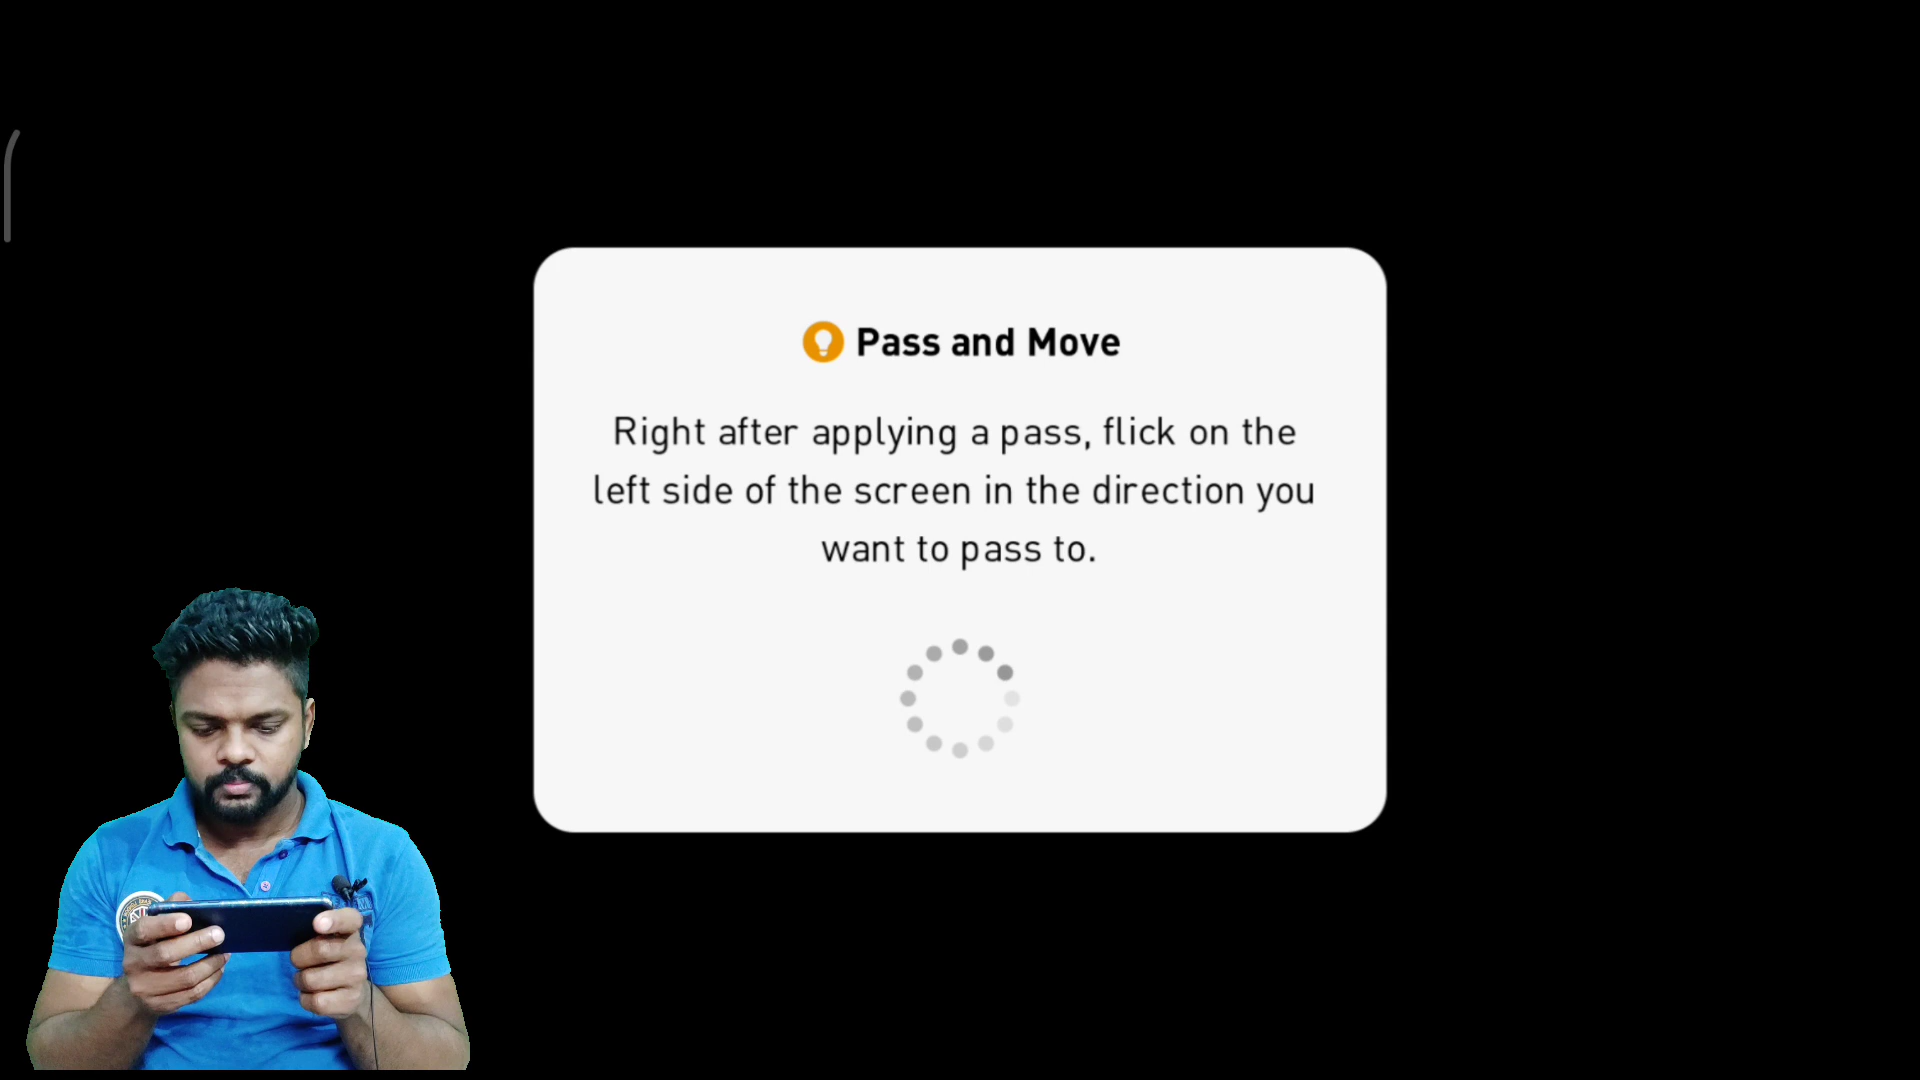 Pass and Move
Right after applying a pass, flick on the
left side of the screen in the direction you
want to pass to.